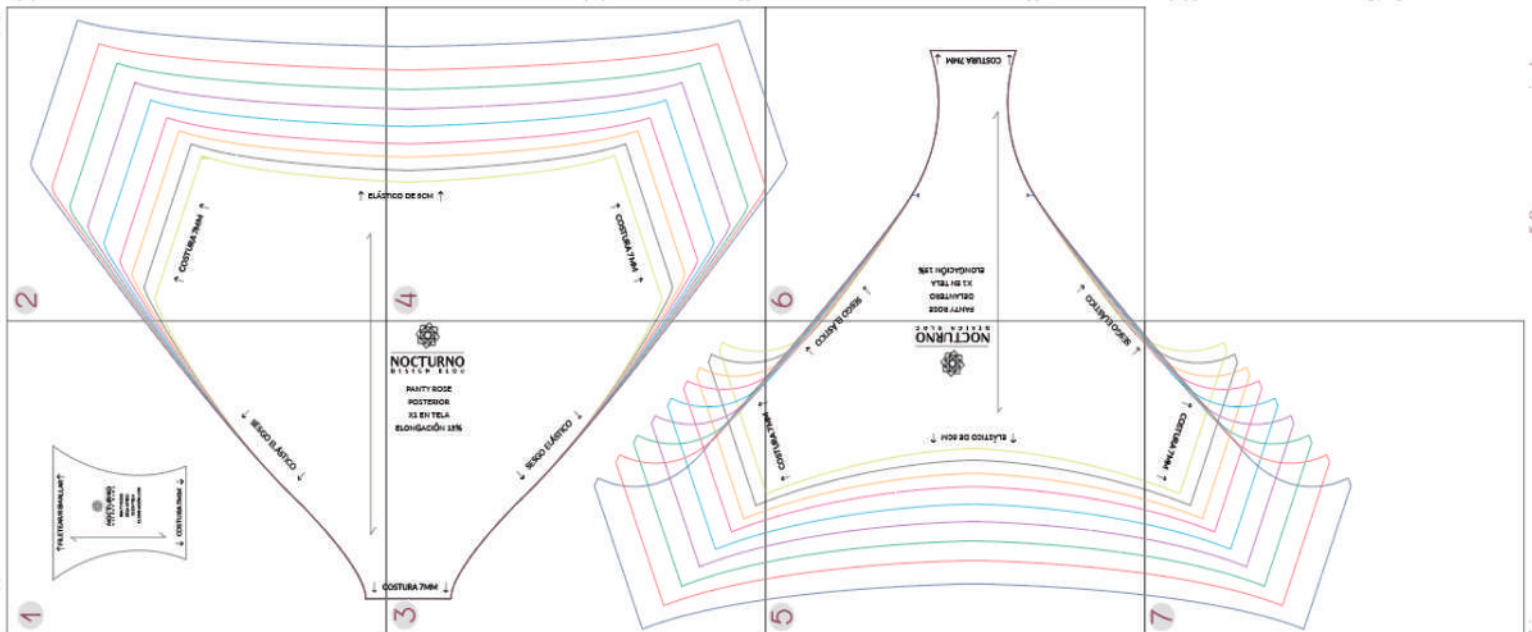 2
4
6
1
3
5
7
↑ ELÁSTICO DE 8CM ↑
↑ COSTURA 7MM ↑
↑ COSTURA 7MM ↑
NOCTURNO
DESIGN BLOG
PANTY ROSE
POSTERIOR
X1 EN TELA
ELONGACIÓN 15%
SESGO ELÁSTICO
SESGO ELÁSTICO
↓ COSTURA 7MM ↓
↑ FILETEAR/REMALLAR ↑
NOCTURNO
↓ COSTURA 7MM ↓
↑ COSTURA 7MM ↑
NOCTURNO
DESIGN BLOG
PANTY ROSE
DELANTERO
X1 EN TELA
ELONGACIÓN 15%
SESGO ELÁSTICO
SESGO ELÁSTICO
COSTURA 7MM
COSTURA 7MM
ELÁSTICO DE 8CM